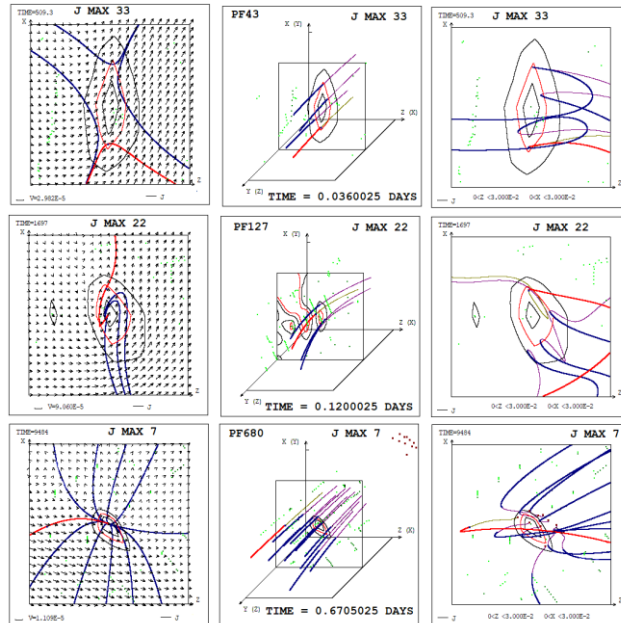 TIME=509.3 J MAX 33
X
Z
V=2.982E-5 J
PF43 J MAX 33
X (Y)
Z (X)
Y (Z) TIME = 0.0360025 DAYS
TIME=509.3 J MAX 33
X
Z
0<Z <3.000E-2 0<X <3.000E-2 J
TIME=1697 J MAX 22
X
Z
V=9.060E-5 J
PF127 J MAX 22
X (Y)
Z (X)
Y (Z) TIME = 0.1200025 DAYS
TIME=1697 J MAX 22
X
Z
0<Z <3.000E-2 0<X <3.000E-2 J
TIME=9484 J MAX 7
X
Z
V=1.109E-5 J
PF680 J MAX 7
X (Y)
Z (X)
Y (Z) TIME = 0.6705025 DAYS
TIME=9484 J MAX 7
X
Z
0<Z <3.000E-2 0<X <3.000E-2 J